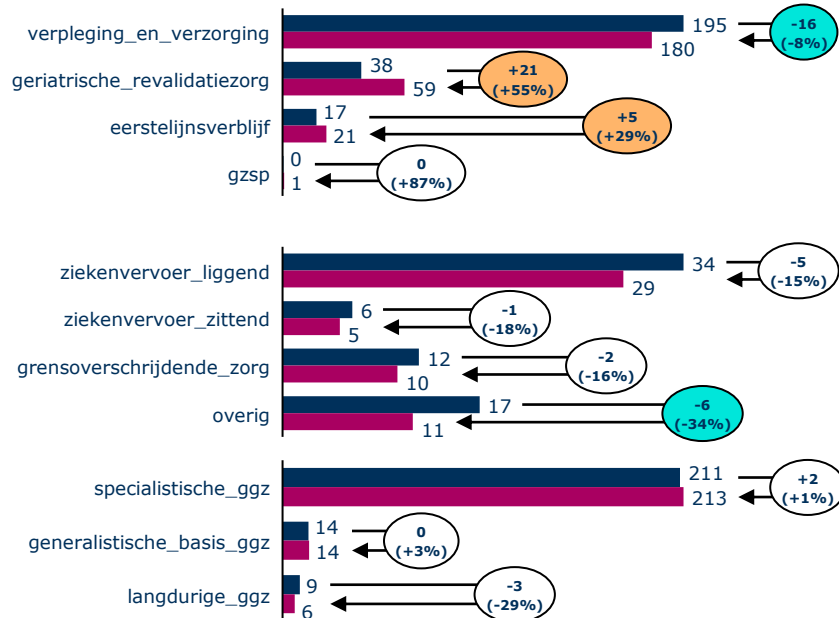 verpleging_en_verzorging 195 180 -16 (-8%)
geriatrische_revalidatiezorg 38 59 +21 (+55%)
eerstelijnsverblijf 17 21 +5 (+29%)
gzsp 0 1 0 (+87%)
ziekenvervoer_liggend 34 29 -5 (-15%)
ziekenvervoer_zittend 6 5 -1 (-18%)
grensoverschrijdende_zorg 12 10 -2 (-16%)
overig 17 11 -6 (-34%)
specialistische_ggz 211 213 +2 (+1%)
generalistische_basis_ggz 14 14 0 (+3%)
langdurige_ggz 9 6 -3 (-29%)